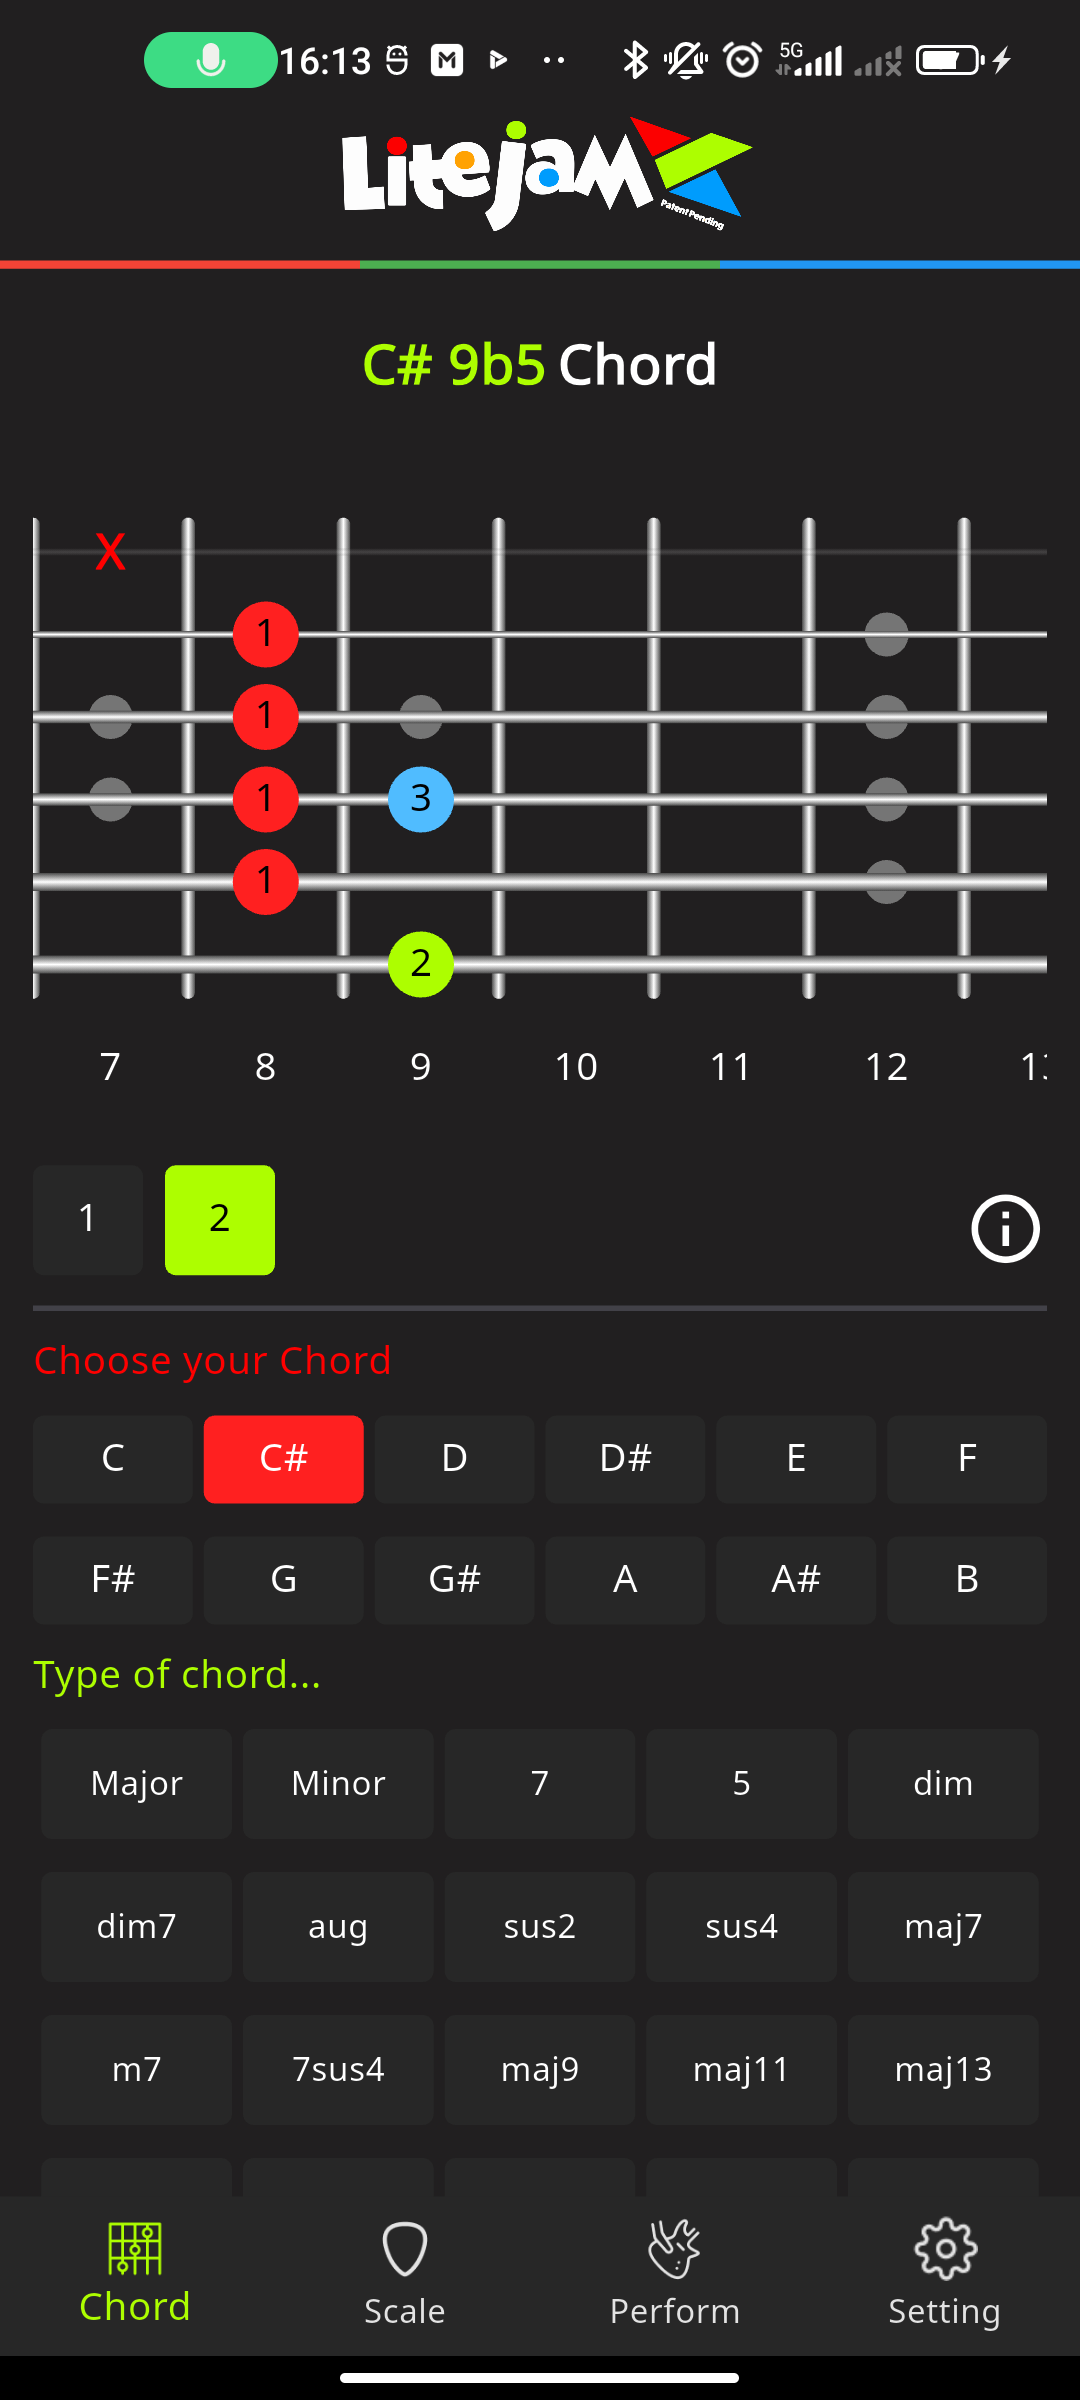 16:13 5G
LiteJam
Patent Pending
C# 9b5 Chord
X
1
1
1 3
1
2
7 8 9 10 11 12
1 2
Choose your Chord
C C# D D# E F
F# G G# A A# B
Type of chord...
Major Minor 7 5 dim
dim7 aug sus2 sus4 maj7
m7 7sus4 maj9 maj11 maj13
Chord Scale Perform Setting